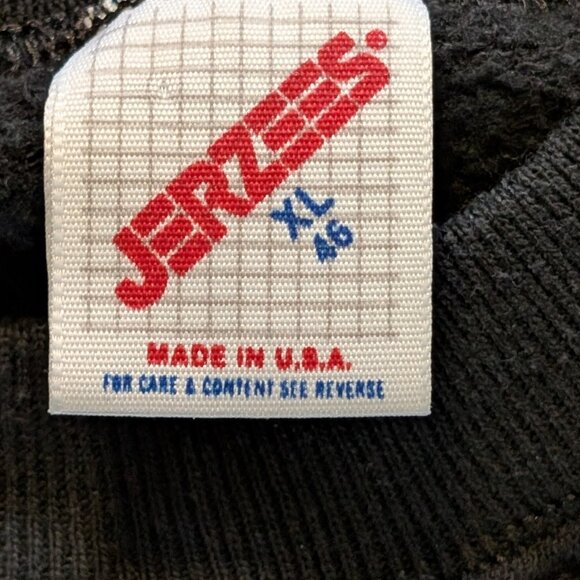 JERZEES
XL
46
MADE IN U.S.A.
FOR CARE & CONTENT SEE REVERSE